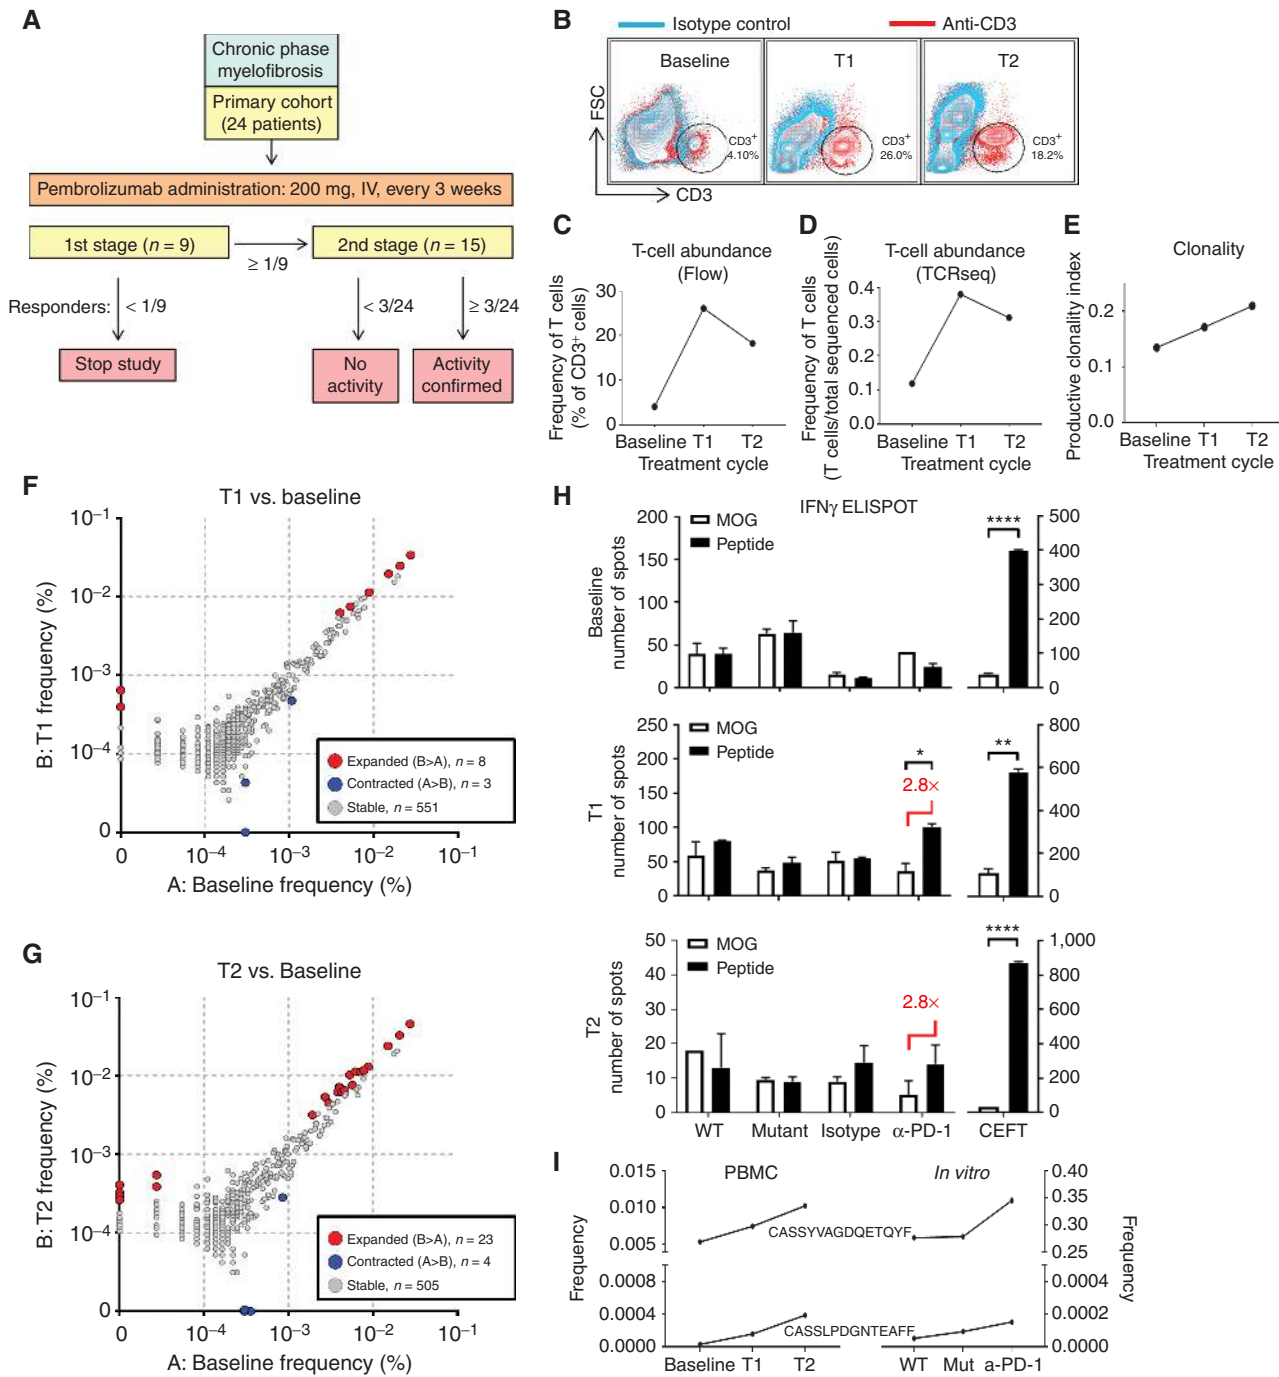 A
Chronic phase
myelofibrosis
Primary cohort
(24 patients)
Pembrolizumab administration: 200 mg, IV, every 3 weeks
1st stage (n = 9)
≥ 1/9
2nd stage (n = 15)
Responders:
< 1/9
< 3/24
≥ 3/24
Stop study
No
activity
Activity
confirmed
B
Isotype control
Anti-CD3
Baseline
T1
T2
FSC
CD3+
4.10%
CD3+
26.0%
CD3+
18.2%
CD3
C
T-cell abundance
(Flow)
Frequency of T cells
(% of CD3+ cells)
30
20
10
0
Baseline T1 T2
Treatment cycle
D
T-cell abundance
(TCRseq)
Frequency of T cells
(T cells/total sequenced cells)
0.4
0.3
0.2
0.1
0.0
Baseline T1 T2
Treatment cycle
E
Clonality
Productive clonality index
0.2
0.1
0.0
Baseline T1 T2
Treatment cycle
F
T1 vs. baseline
B: T1 frequency (%)
10−1
10−2
10−3
10−4
0
Expanded (B>A), n = 8
Contracted (A>B), n = 3
Stable, n = 551
0 10−4 10−3 10−2 10−1
A: Baseline frequency (%)
G
T2 vs. Baseline
B: T2 frequency (%)
10−1
10−2
10−3
10−4
0
Expanded (B>A), n = 23
Contracted (A>B), n = 4
Stable, n = 505
0 10−4 10−3 10−2 10−1
A: Baseline frequency (%)
H
IFNγ ELISPOT
Baseline
number of spots
200
150
100
50
0
MOG
Peptide
****
500
400
300
200
100
0
T1
number of spots
250
200
150
100
50
0
MOG
Peptide
*
2.8×
**
800
600
400
200
0
T2
number of spots
50
40
30
20
10
0
MOG
Peptide
2.8×
****
1,000
800
600
400
200
0
WT Mutant Isotype α-PD-1 CEFT
I
PBMC
In vitro
Frequency
0.015
0.010
0.005
0.0008
0.0004
0.0000
CASSYVAGDQETQYF
CASSLPDGNTEAFF
0.40
0.35
0.30
0.25
0.0004
0.0002
0.0000
Frequency
Baseline T1 T2
WT Mut a-PD-1